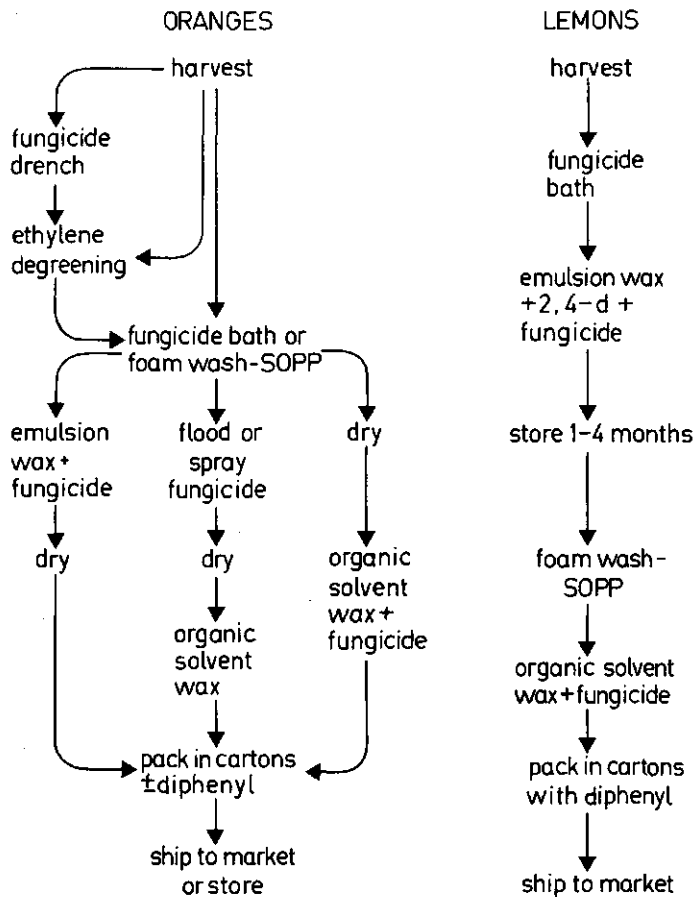 ORANGES
harvest
fungicide
drench
ethylene
degreening
fungicide bath or
foam wash-SOPP
emulsion
wax+
fungicide
flood or
spray
fungicide
dry
dry
dry
organic
solvent
wax+
fungicide
organic
solvent
wax
pack in cartons
±diphenyl
ship to market
or store
LEMONS
harvest
fungicide
bath
emulsion wax
+2,4-d +
fungicide
store 1-4 months
foam wash-
SOPP
organic solvent
wax+fungicide
pack in cartons
with diphenyl
ship to market